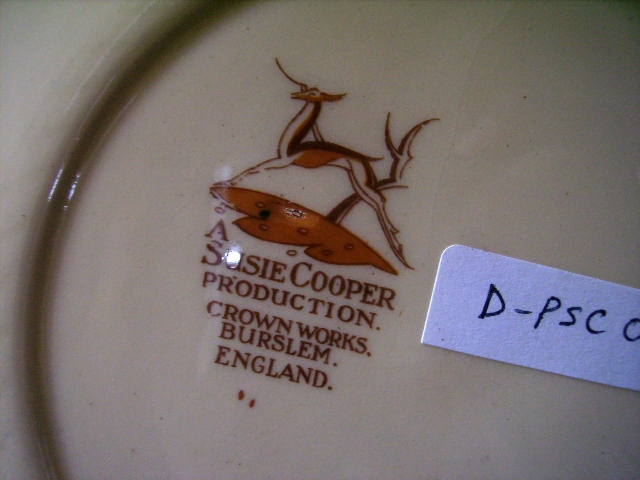 A
SUSIE COOPER
PRODUCTION.
CROWN WORKS.
BURSLEM.
ENGLAND.
D-PSC